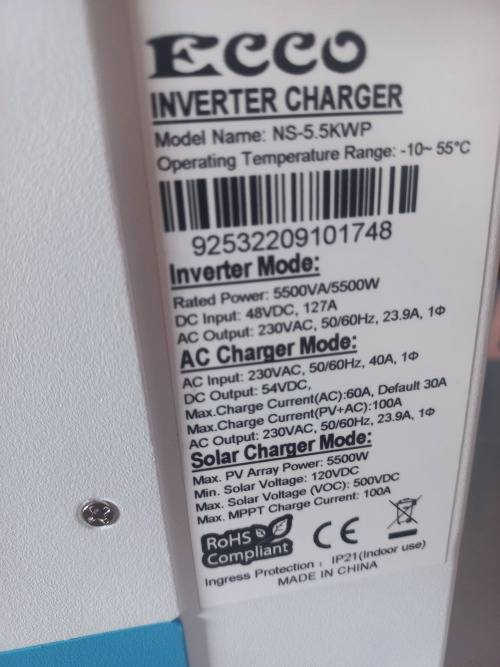 ECCO
INVERTER CHARGER
Model Name: NS-5.5KWP
Operating Temperature Range: -10~ 55°C
92532209101748
Inverter Mode:
Rated Power: 5500VA/5500W
DC Input: 48VDC, 127A
AC Output: 230VAC, 50/60Hz, 23.9A, 1Φ
AC Charger Mode:
AC Input: 230VAC, 50/60Hz, 40A, 1Φ
DC Output: 54VDC,
Max.Charge Current(AC):60A, Default 30A
Max.Charge Current(PV+AC):100A
AC Output: 230VAC, 50/60Hz, 23.9A, 1Φ
Solar Charger Mode:
Max. PV Array Power: 5500W
Min. Solar Voltage: 120VDC
Max. Solar Voltage (VOC): 500VDC
Max. MPPT Charge Current: 100A
RoHS
Compliant
CE
Ingress Protection : IP21(Indoor use)
MADE IN CHINA